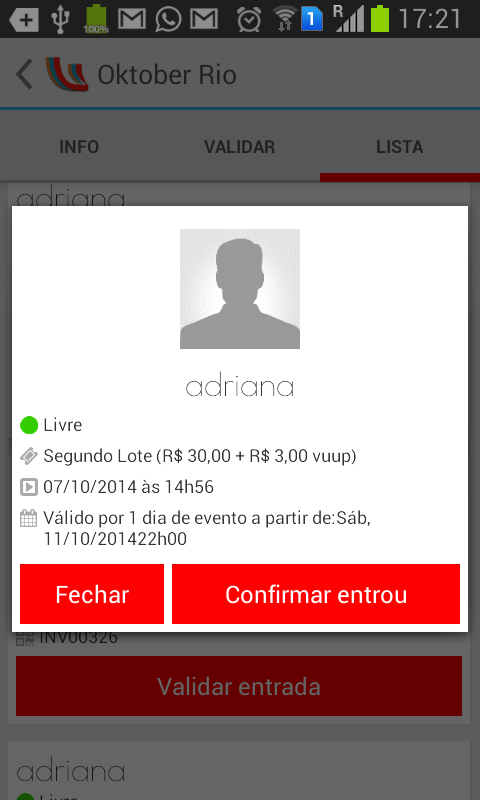 100%
1
R
17:21
Oktober Rio
INFO
VALIDAR
LISTA
adriana
adriana
Livre
Segundo Lote (R$ 30,00 + R$ 3,00 vuup)
07/10/2014 às 14h56
Válido por 1 dia de evento a partir de:Sáb,
11/10/201422h00
Fechar
Confirmar entrou
INV00326
Validar entrada
adriana
Livre